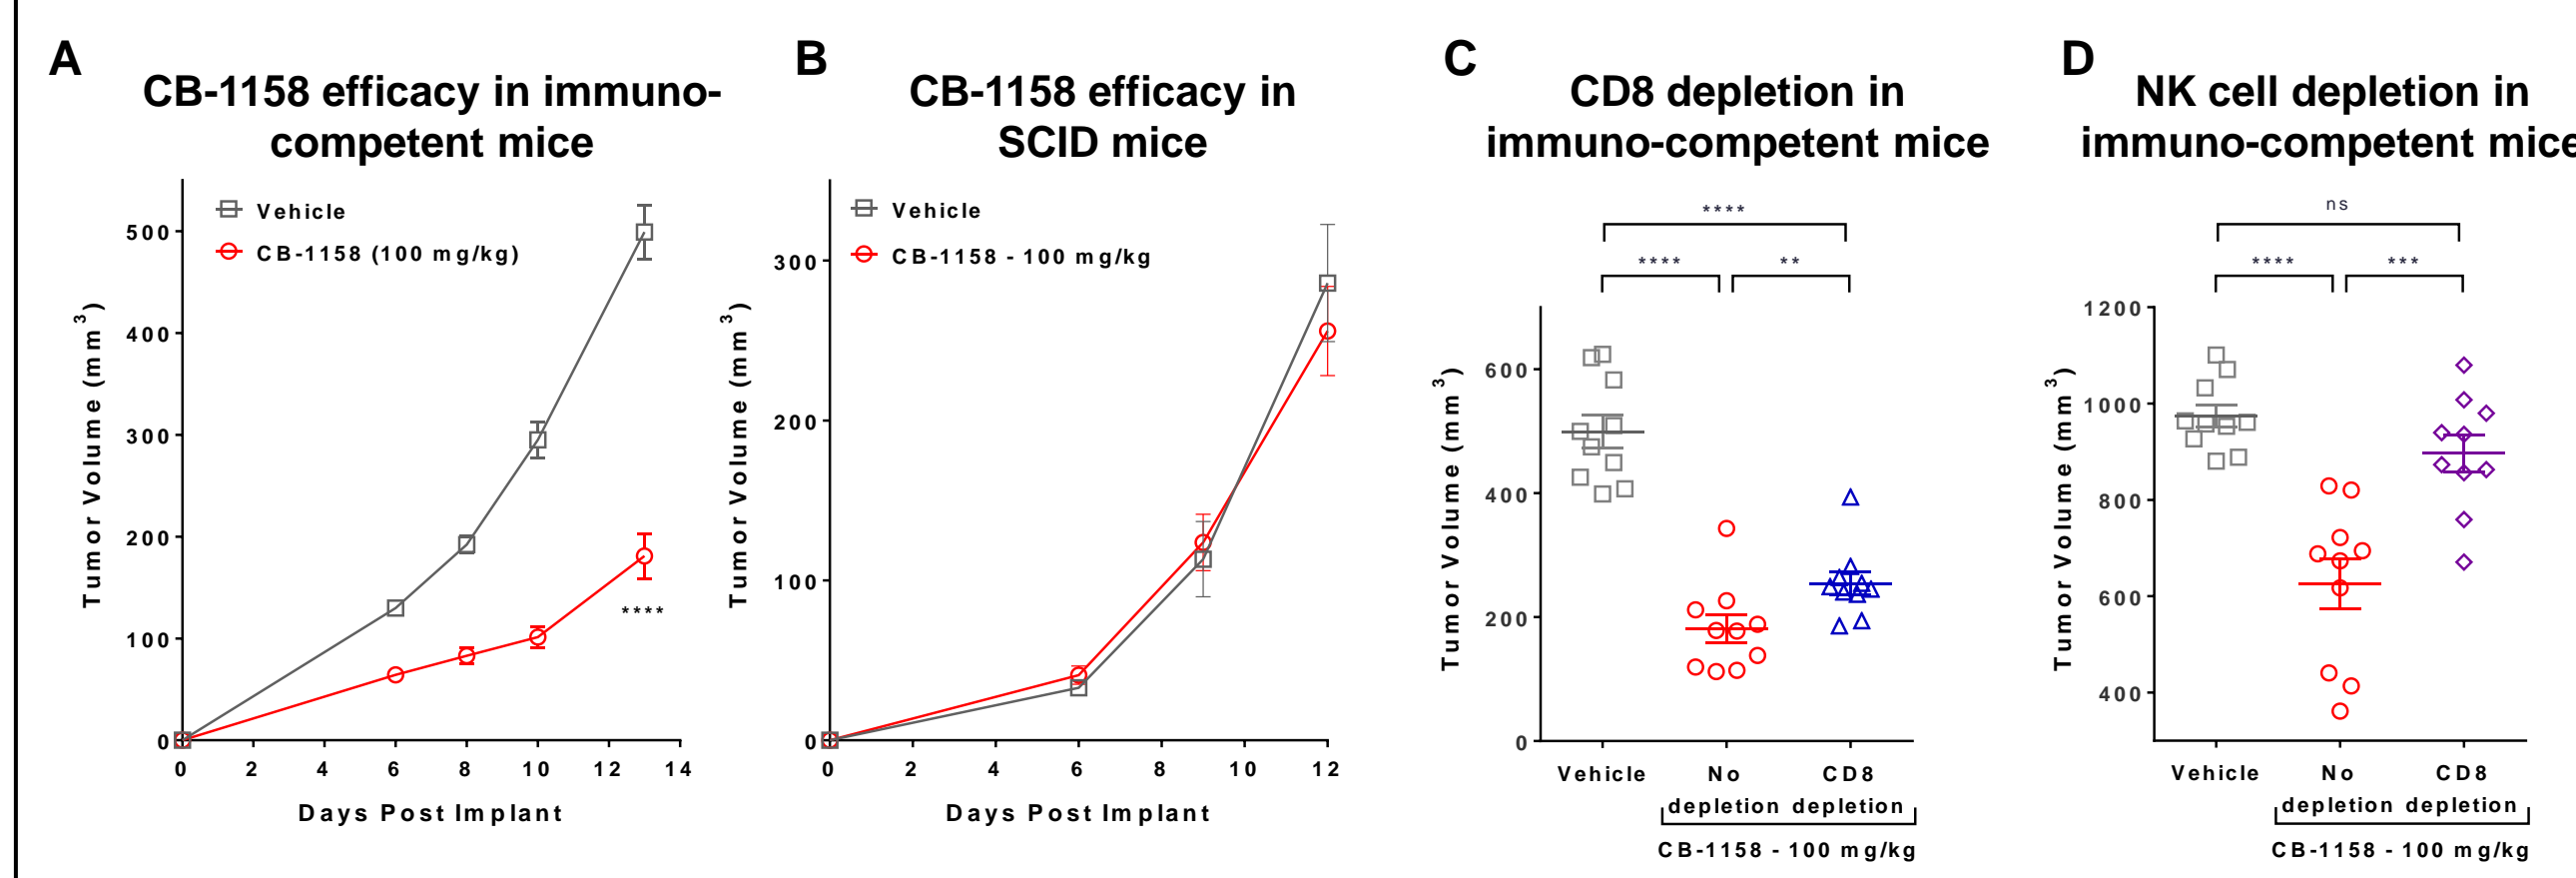 A
CB-1158 efficacy in immuno-
competent mice
Vehicle
CB-1158 (100 mg/kg)
500
400
300
200
100
0
Tumor Volume (mm3)
****
0 2 4 6 8 10 12 14
Days Post Implant
B
CB-1158 efficacy in
SCID mice
Vehicle
CB-1158 - 100 mg/kg
300
200
100
0
Tumor Volume (mm3)
0 2 4 6 8 10 12
Days Post Implant
C
CD8 depletion in
immuno-competent mice
****
**** **
600
400
200
0
Tumor Volume (mm3)
Vehicle No CD8
depletion depletion
CB-1158 - 100 mg/kg
D
NK cell depletion in
immuno-competent mice
ns
**** ***
1200
1000
800
600
400
Tumor Volume (mm3)
Vehicle No CD8
depletion depletion
CB-1158 - 100 mg/kg